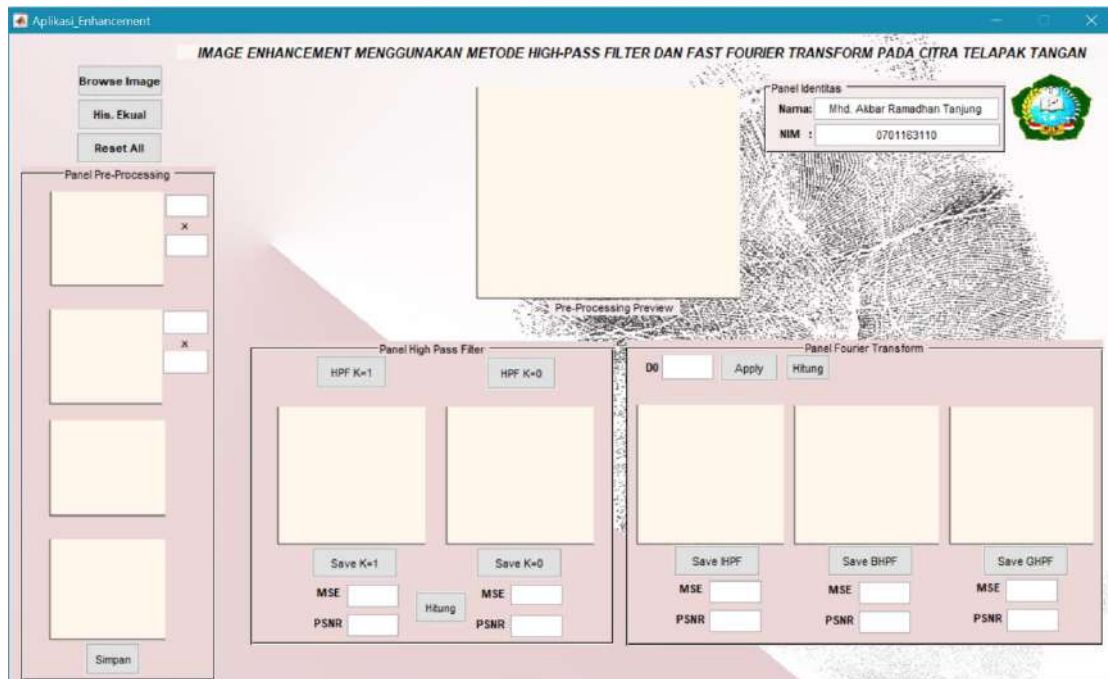 Aplikasi_Enhancement
IMAGE ENHANCEMENT MENGGUNAKAN METODE HIGH-PASS FILTER DAN FAST FOURIER TRANSFORM PADA CITRA TELAPAK TANGAN
Browse Image
His. Ekual
Reset All
Panel Identitas
Nama: Mhd. Akbar Ramadhan Tanjung
NIM : 0701163110
Panel Pre-Processing
X
X
Simpan
Pre-Processing Preview
Panel High Pass Filter
HPF K=1 HPF K=0
Save K=1 Save K=0
MSE MSE
Hitung
PSNR PSNR
Panel Fourier Transform
D0 Apply Hitung
Save IHPF Save BHPF Save GHPF
MSE MSE MSE
PSNR PSNR PSNR